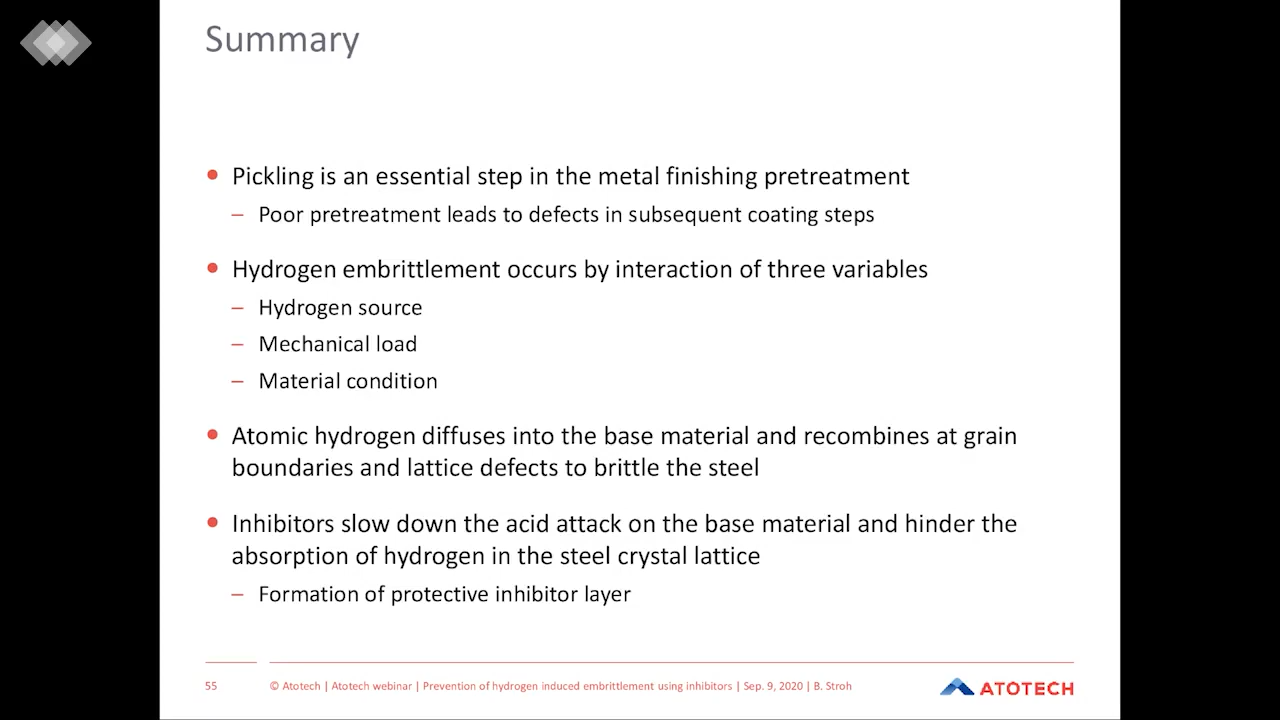 Summary
• Pickling is an essential step in the metal finishing pretreatment
– Poor pretreatment leads to defects in subsequent coating steps
• Hydrogen embrittlement occurs by interaction of three variables
– Hydrogen source
– Mechanical load
– Material condition
• Atomic hydrogen diffuses into the base material and recombines at grain
boundaries and lattice defects to brittle the steel
• Inhibitors slow down the acid attack on the base material and hinder the
absorption of hydrogen in the steel crystal lattice
– Formation of protective inhibitor layer
55 © Atotech | Atotech webinar | Prevention of hydrogen induced embrittlement using inhibitors | Sep. 9, 2020 | B. Stroh
ATOTECH